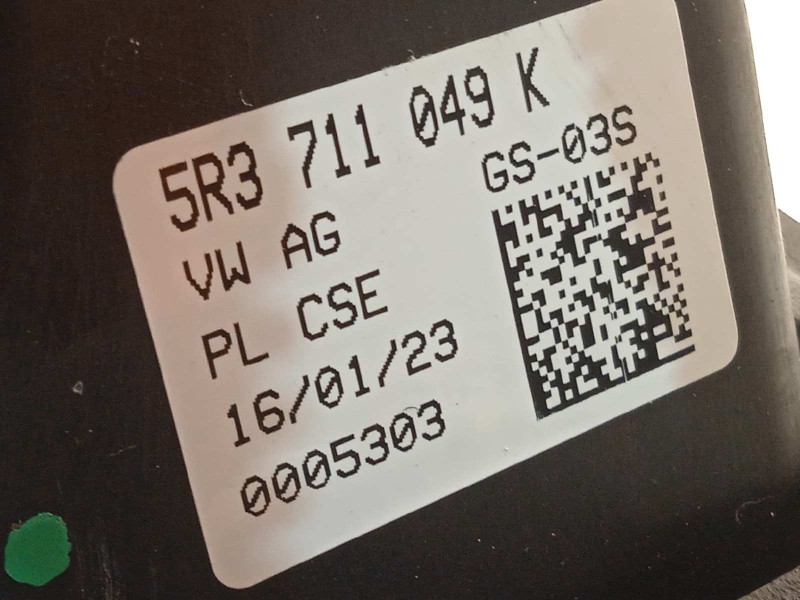 5R3 711 049 K
GS-03S
VW AG
PL CSE
16/01/23
0005303